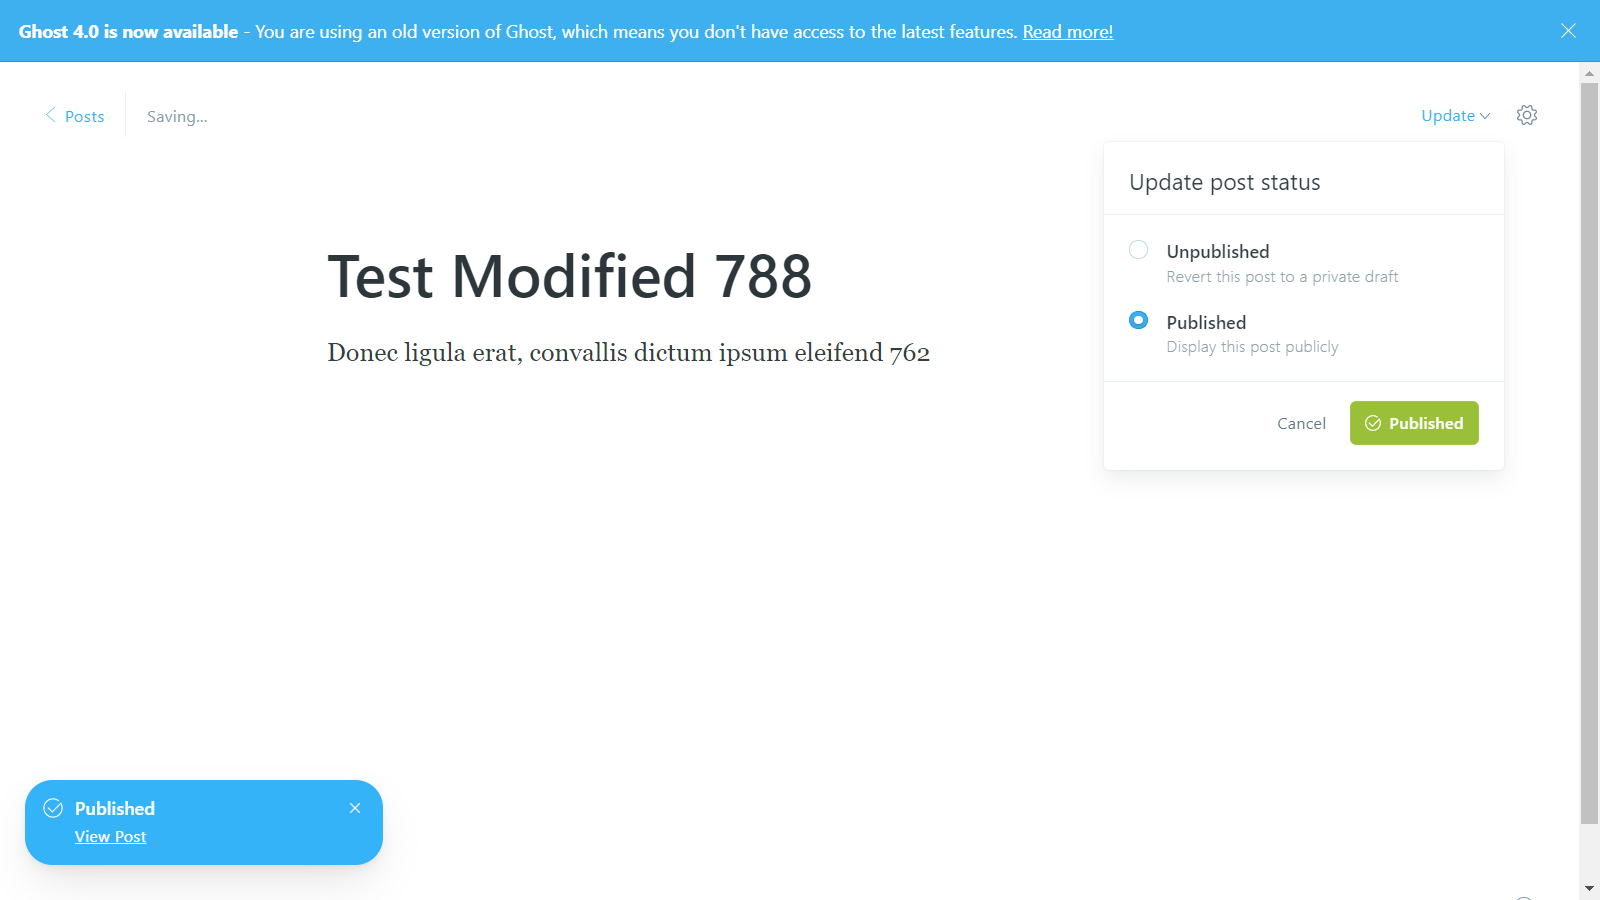 Ghost 4.0 is now available - You are using an old version of Ghost, which means you don't have access to the latest features. Read more!
Posts
Saving...
Update
Update post status
Unpublished
Revert this post to a private draft
Published
Display this post publicly
Cancel
Published
Test Modified 788
Donec ligula erat, convallis dictum ipsum eleifend 762
Published
View Post